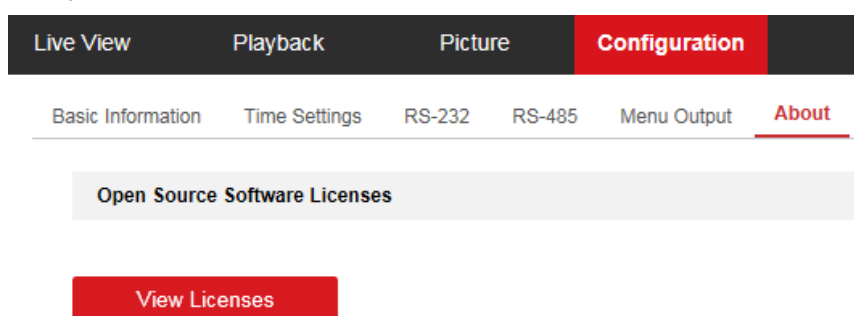 Live View Playback Picture Configuration
Basic Information Time Settings RS-232 RS-485 Menu Output About
Open Source Software Licenses
View Licenses